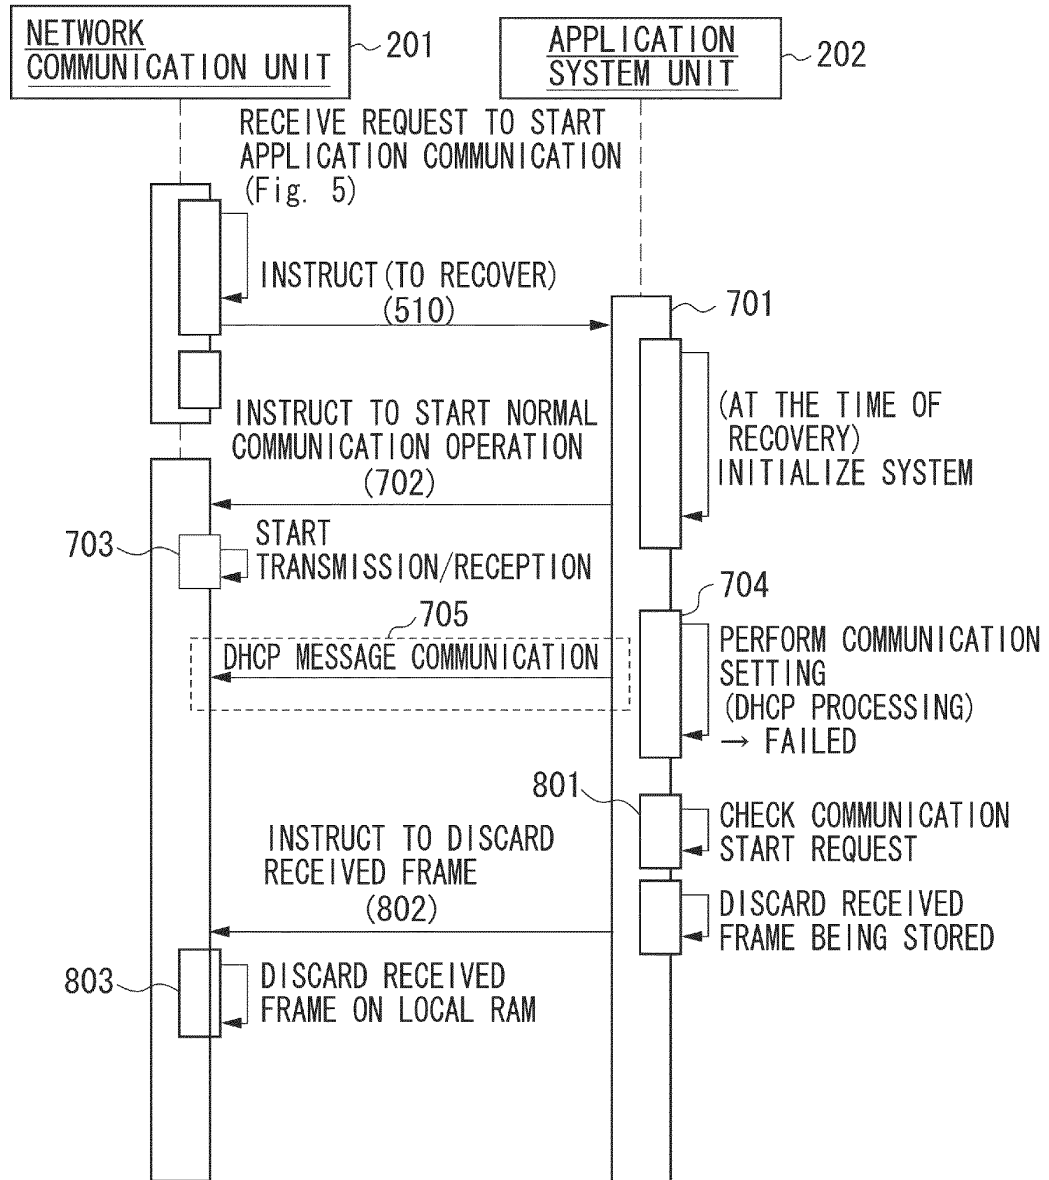 NETWORK
COMMUNICATION UNIT
201
APPLICATION
SYSTEM UNIT
202
RECEIVE REQUEST TO START
APPLICATION COMMUNICATION
(Fig. 5)
INSTRUCT (TO RECOVER)
(510)
701
(AT THE TIME OF
RECOVERY)
INITIALIZE SYSTEM
INSTRUCT TO START NORMAL
COMMUNICATION OPERATION
(702)
703
START
TRANSMISSION/RECEPTION
704
705
DHCP MESSAGE COMMUNICATION
PERFORM COMMUNICATION
SETTING
(DHCP PROCESSING)
→ FAILED
801
CHECK COMMUNICATION
START REQUEST
INSTRUCT TO DISCARD
RECEIVED FRAME
(802)
DISCARD RECEIVED
FRAME BEING STORED
803
DISCARD RECEIVED
FRAME ON LOCAL RAM